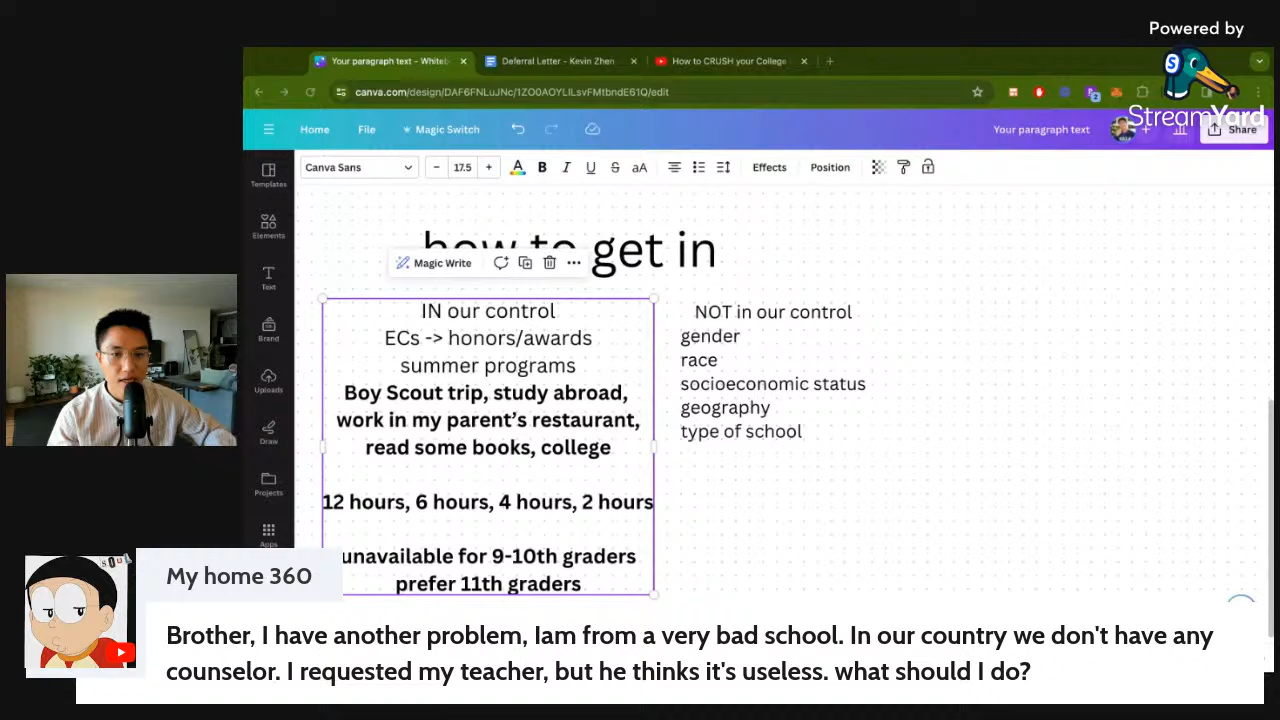 Powered by
StreamYard
Your paragraph text - Whiteb
Deferral Letter - Kevin Zhen
How to CRUSH your College
canva.com/design/DAF6FNLuJNc/1ZO0AOYLILsvFMtbndE61Q/edit
Home
File
Magic Switch
Your paragraph text
Share
Canva Sans
17.5
A
B
I
U
S
aA
Effects
Position
Templates
Elements
Text
Brand
Uploads
Draw
Projects
Apps
how to get in
Magic Write
IN our control
ECs -> honors/awards
summer programs
Boy Scout trip, study abroad,
work in my parent's restaurant,
read some books, college
12 hours, 6 hours, 4 hours, 2 hours
unavailable for 9-10th graders
prefer 11th graders
NOT in our control
gender
race
socioeconomic status
geography
type of school
My home 360
Brother, I have another problem, Iam from a very bad school. In our country we don't have any
counselor. I requested my teacher, but he thinks it's useless. what should I do?